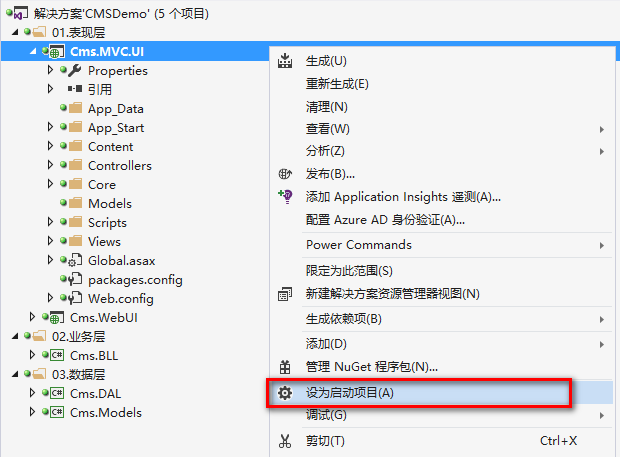 解决方案'CMSDemo' (5 个项目)
01.表现层
Cms.MVC.UI
Properties
引用
App_Data
App_Start
Content
Controllers
Core
Models
Scripts
Views
Global.asax
packages.config
Web.config
Cms.WebUI
02.业务层
C# Cms.BLL
03.数据层
C# Cms.DAL
C# Cms.Models
生成(U)
重新生成(E)
清理(N)
查看(W)
分析(Z)
发布(B)...
添加 Application Insights 遥测(A)...
配置 Azure AD 身份验证(A)...
Power Commands
限定为此范围(S)
新建解决方案资源管理器视图(N)
生成依赖项(B)
添加(D)
管理 NuGet 程序包(N)...
设为启动项目(A)
调试(G)
剪切(T) Ctrl+X